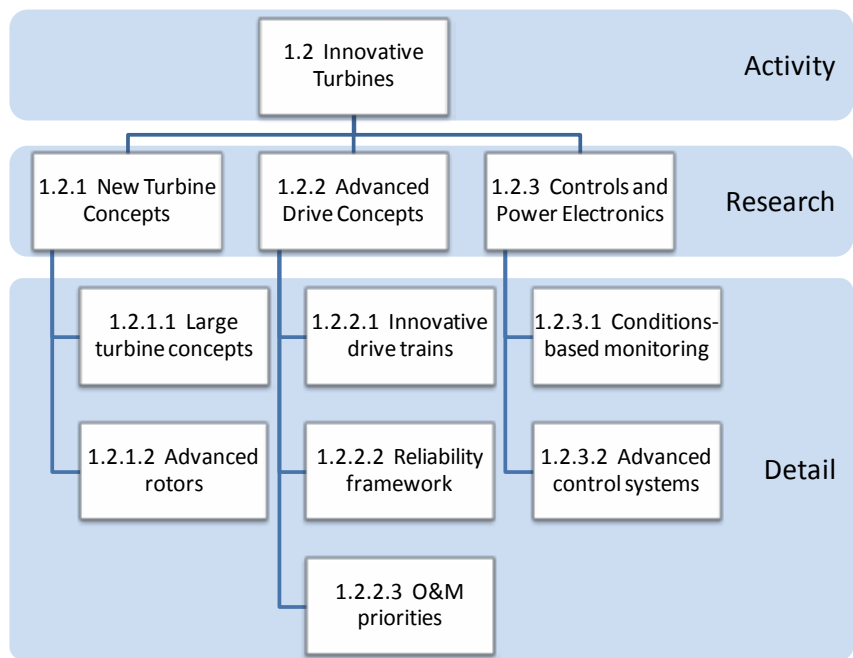 1.2 Innovative
Turbines
Activity
1.2.1 New Turbine
Concepts
1.2.2 Advanced
Drive Concepts
1.2.3 Controls and
Power Electronics
Research
1.2.1.1 Large
turbine concepts
1.2.2.1 Innovative
drive trains
1.2.3.1 Conditions-
based monitoring
1.2.1.2 Advanced
rotors
1.2.2.2 Reliability
framework
1.2.3.2 Advanced
control systems
Detail
1.2.2.3 O&M
priorities